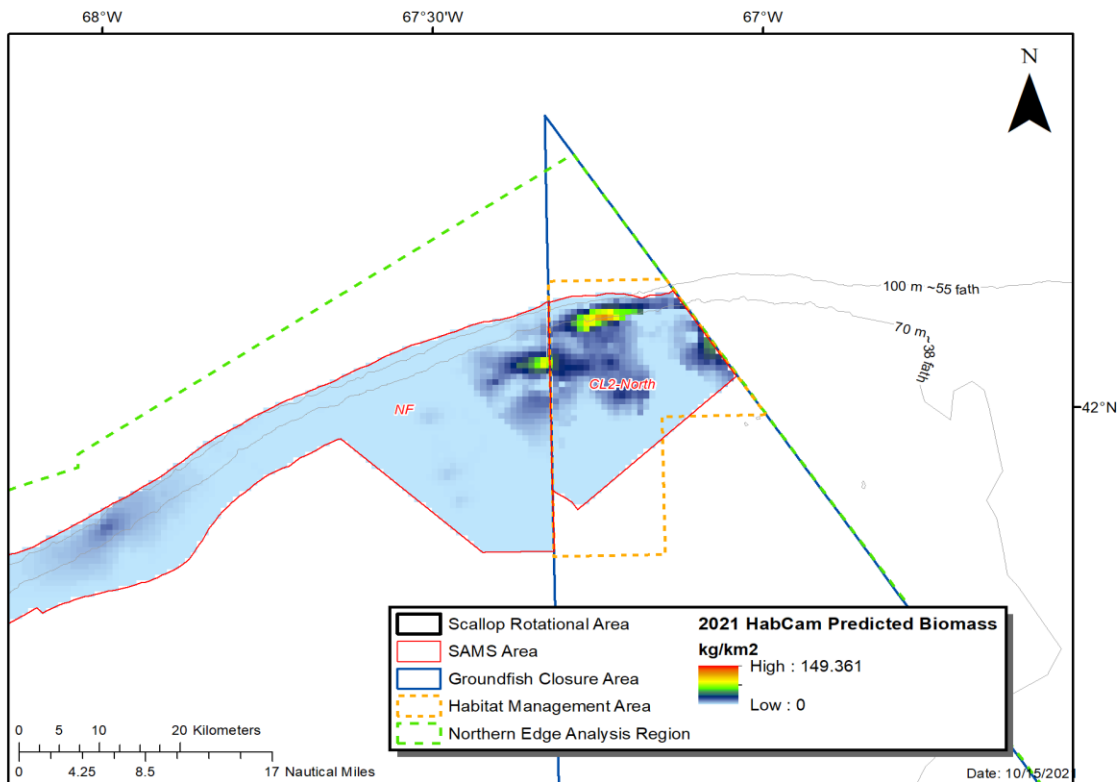 68°W 67°30'W 67°W
N
100 m ~55 fath
70 m ~38 fath
42°N
CL2-North
NF
Scallop Rotational Area
SAMS Area
Groundfish Closure Area
Habitat Management Area
Northern Edge Analysis Region
2021 HabCam Predicted Biomass
kg/km2
High : 149.361
Low : 0
0 5 10 20 Kilometers
0 4.25 8.5 17 Nautical Miles
Date: 10/15/2021